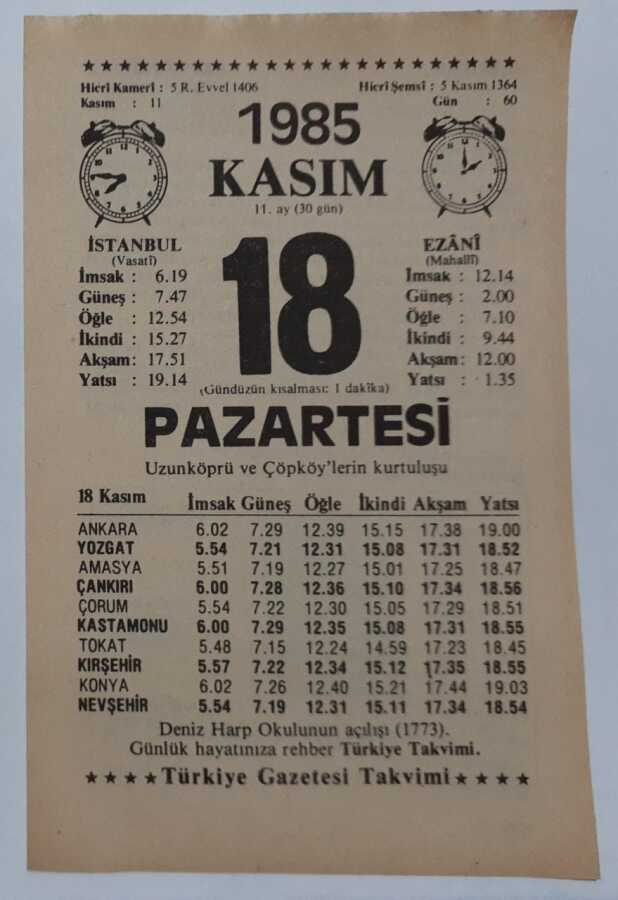 ★★★★★★★★★★★★★★★★★★★★★★
Hicrî Kamerî : 5 R. Evvel 1406
Hicrî Şemsî : 5 Kasım 1364
Kasım : 11
Gün : 60
1985
KASIM
11. ay (30 gün)
İSTANBUL
(Vasatî)
İmsak : 6.19
Güneş : 7.47
Öğle : 12.54
İkindi : 15.27
Akşam : 17.51
Yatsı : 19.14
18
EZÂNÎ
(Mahallî)
İmsak : 12.14
Güneş : 2.00
Öğle : 7.10
İkindi : 9.44
Akşam : 12.00
Yatsı : 1.35
(Gündüzün kısalması: 1 dakîka)
PAZARTESİ
Uzunköprü ve Çöpköy'lerin kurtuluşu
18 Kasım İmsak Güneş Öğle İkindi Akşam Yatsı
ANKARA 6.02 7.29 12.39 15.15 17.38 19.00
YOZGAT 5.54 7.21 12.31 15.08 17.31 18.52
AMASYA 5.51 7.19 12.27 15.01 17.25 18.47
ÇANKIRI 6.00 7.28 12.36 15.10 17.34 18.56
ÇORUM 5.54 7.22 12.30 15.05 17.29 18.51
KASTAMONU 6.00 7.29 12.35 15.08 17.31 18.55
TOKAT 5.48 7.15 12.24 14.59 17.23 18.45
KIRŞEHİR 5.57 7.22 12.34 15.12 17.35 18.55
KONYA 6.02 7.26 12.40 15.21 17.44 19.03
NEVŞEHİR 5.54 7.19 12.31 15.11 17.34 18.54
Deniz Harp Okulunun açılışı (1773).
Günlük hayatınıza rehber Türkiye Takvimi.
★★★★Türkiye Gazetesi Takvimi★★★★